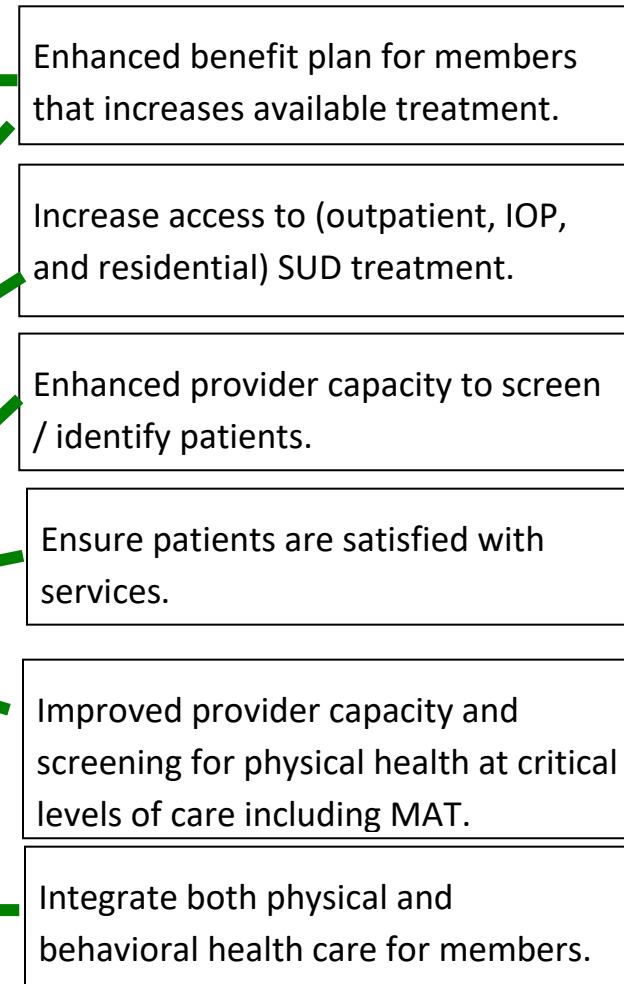 Enhanced benefit plan for members
that increases available treatment.
Increase access to (outpatient, IOP,
and residential) SUD treatment.
Enhanced provider capacity to screen
/ identify patients.
Ensure patients are satisfied with
services.
Improved provider capacity and
screening for physical health at critical
levels of care including MAT.
Integrate both physical and
behavioral health care for members.